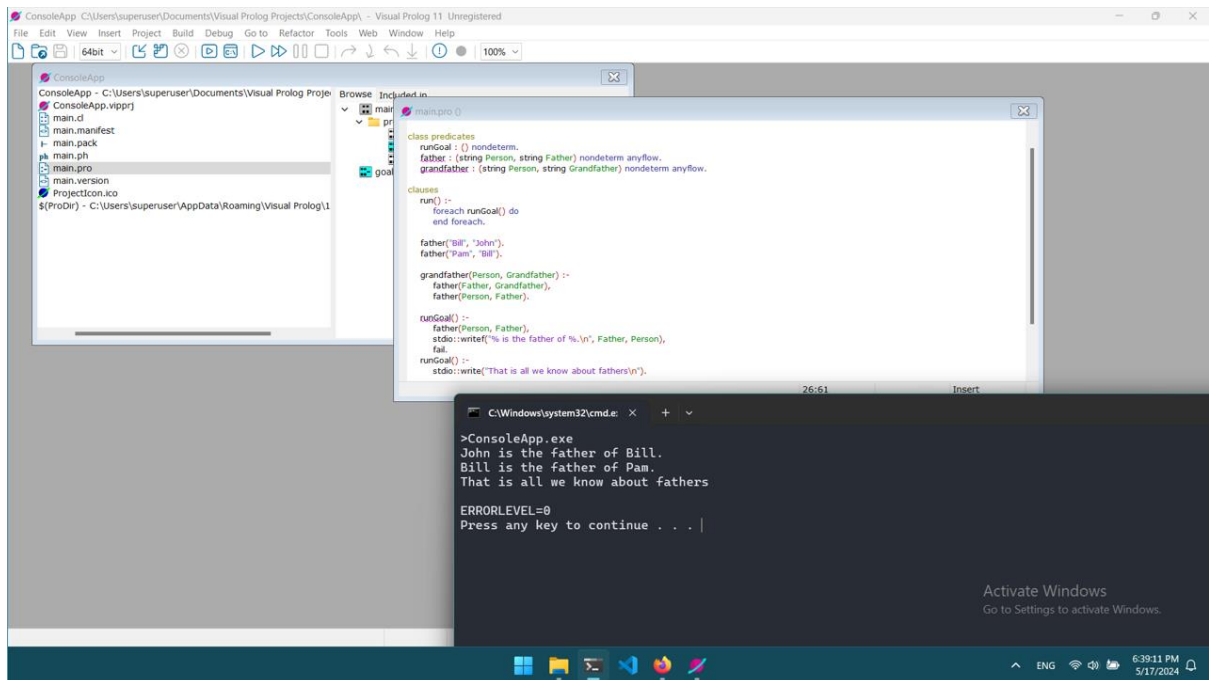 ConsoleApp C:\Users\superuser\Documents\Visual Prolog Projects\ConsoleApp\ - Visual Prolog 11 Unregistered
File Edit View Insert Project Build Debug Go to Refactor Tools Web Window Help
64bit
100%
ConsoleApp
ConsoleApp - C:\Users\superuser\Documents\Visual Prolog Proje
ConsoleApp.vipprj
main.cl
main.manifest
main.pack
main.ph
main.pro
main.version
ProjectIcon.ico
$(ProDir) - C:\Users\superuser\AppData\Roaming\Visual Prolog\1
Browse Included in
main
pr
goal
main.pro ()
class predicates
runGoal : () nondeterm.
father : (string Person, string Father) nondeterm anyflow.
grandfather : (string Person, string Grandfather) nondeterm anyflow.
clauses
run() :-
foreach runGoal() do
end foreach.
father("Bill", "John").
father("Pam", "Bill").
grandfather(Person, Grandfather) :-
father(Father, Grandfather),
father(Person, Father).
runGoal() :-
father(Person, Father),
stdio::writef("% is the father of %.\n", Father, Person),
fail.
runGoal() :-
stdio::write("That is all we know about fathers\n").
26:61 Insert
C:\Windows\system32\cmd.e:
>ConsoleApp.exe
John is the father of Bill.
Bill is the father of Pam.
That is all we know about fathers
ERRORLEVEL=0
Press any key to continue . . .
Activate Windows
Go to Settings to activate Windows.
ENG
6:39:11 PM
5/17/2024